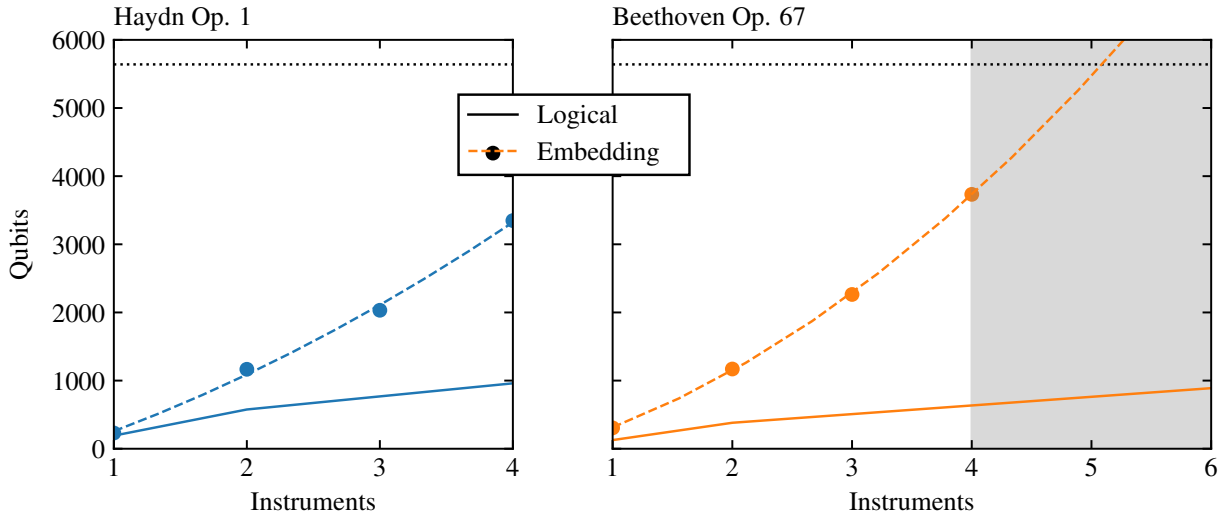 Haydn Op. 1
Beethoven Op. 67
6000
5000
4000
3000
2000
1000
0
Qubits
Logical
Embedding
1 2 3 4
1 2 3 4 5 6
Instruments
Instruments